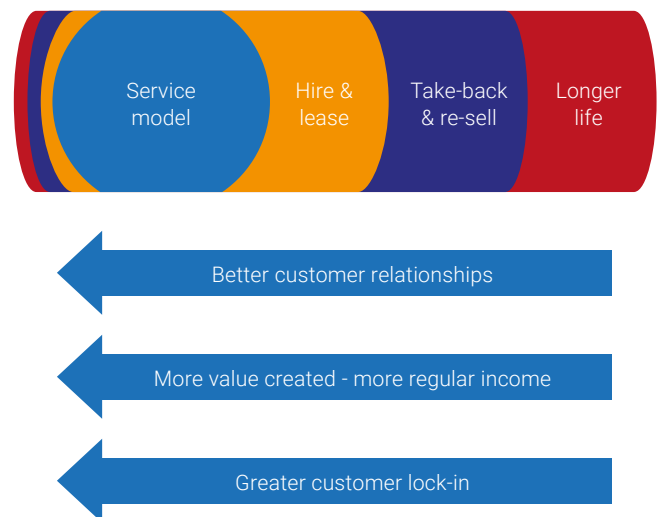 Service
model
Hire &
lease
Take-back
& re-sell
Longer
life
Better customer relationships
More value created - more regular income
Greater customer lock-in